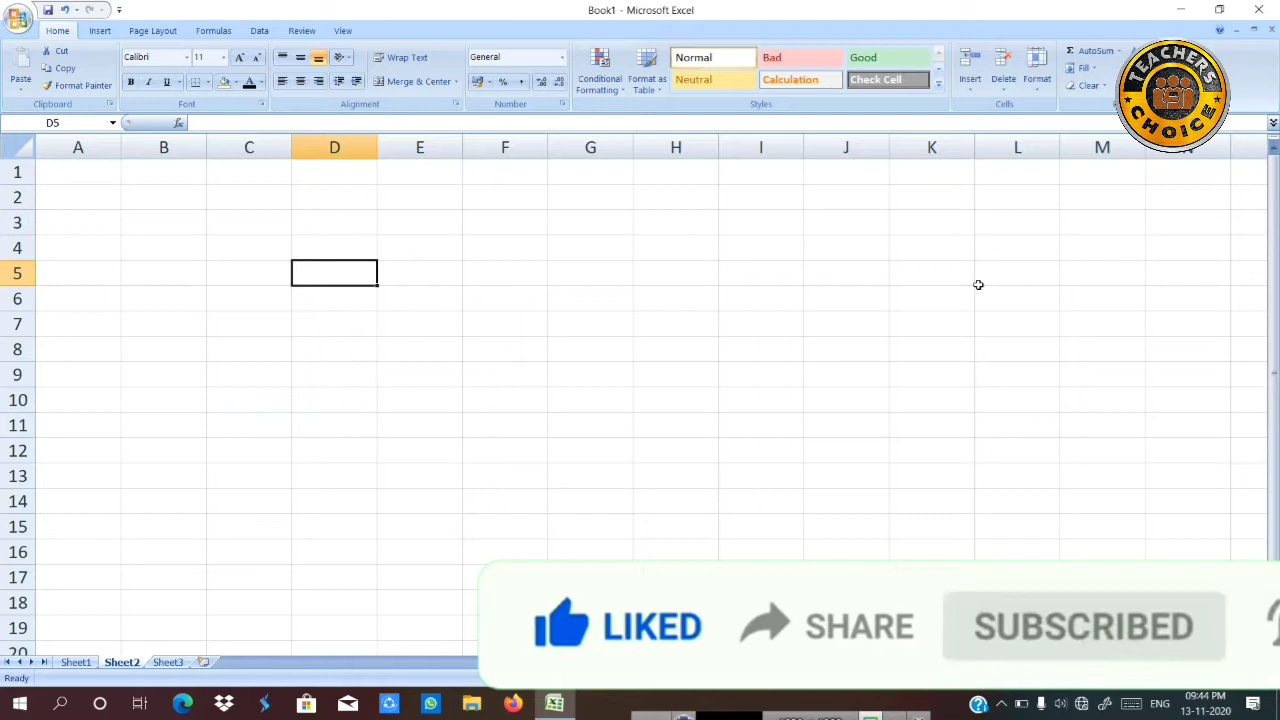 Book1 - Microsoft Excel
Home Insert Page Layout Formulas Data Review View
Paste
Cut
Copy
Format Painter
Clipboard
Calibri 11
B I U
Font
Wrap Text
Merge & Center
Alignment
General
%
Number
Conditional Formatting
Format as Table
Normal Bad Good
Neutral Calculation Check Cell
Styles
Insert Delete Format
Cells
AutoSum
Fill
Clear
TEACHERS
CHOICE
D5 fx
A B C D E F G H I J K L M
1
2
3
4
5
6
7
8
9
10
11
12
13
14
15
16
17
18
19
20
LIKED SHARE SUBSCRIBED
Sheet1 Sheet2 Sheet3
Ready
ENG
09:44 PM
13-11-2020